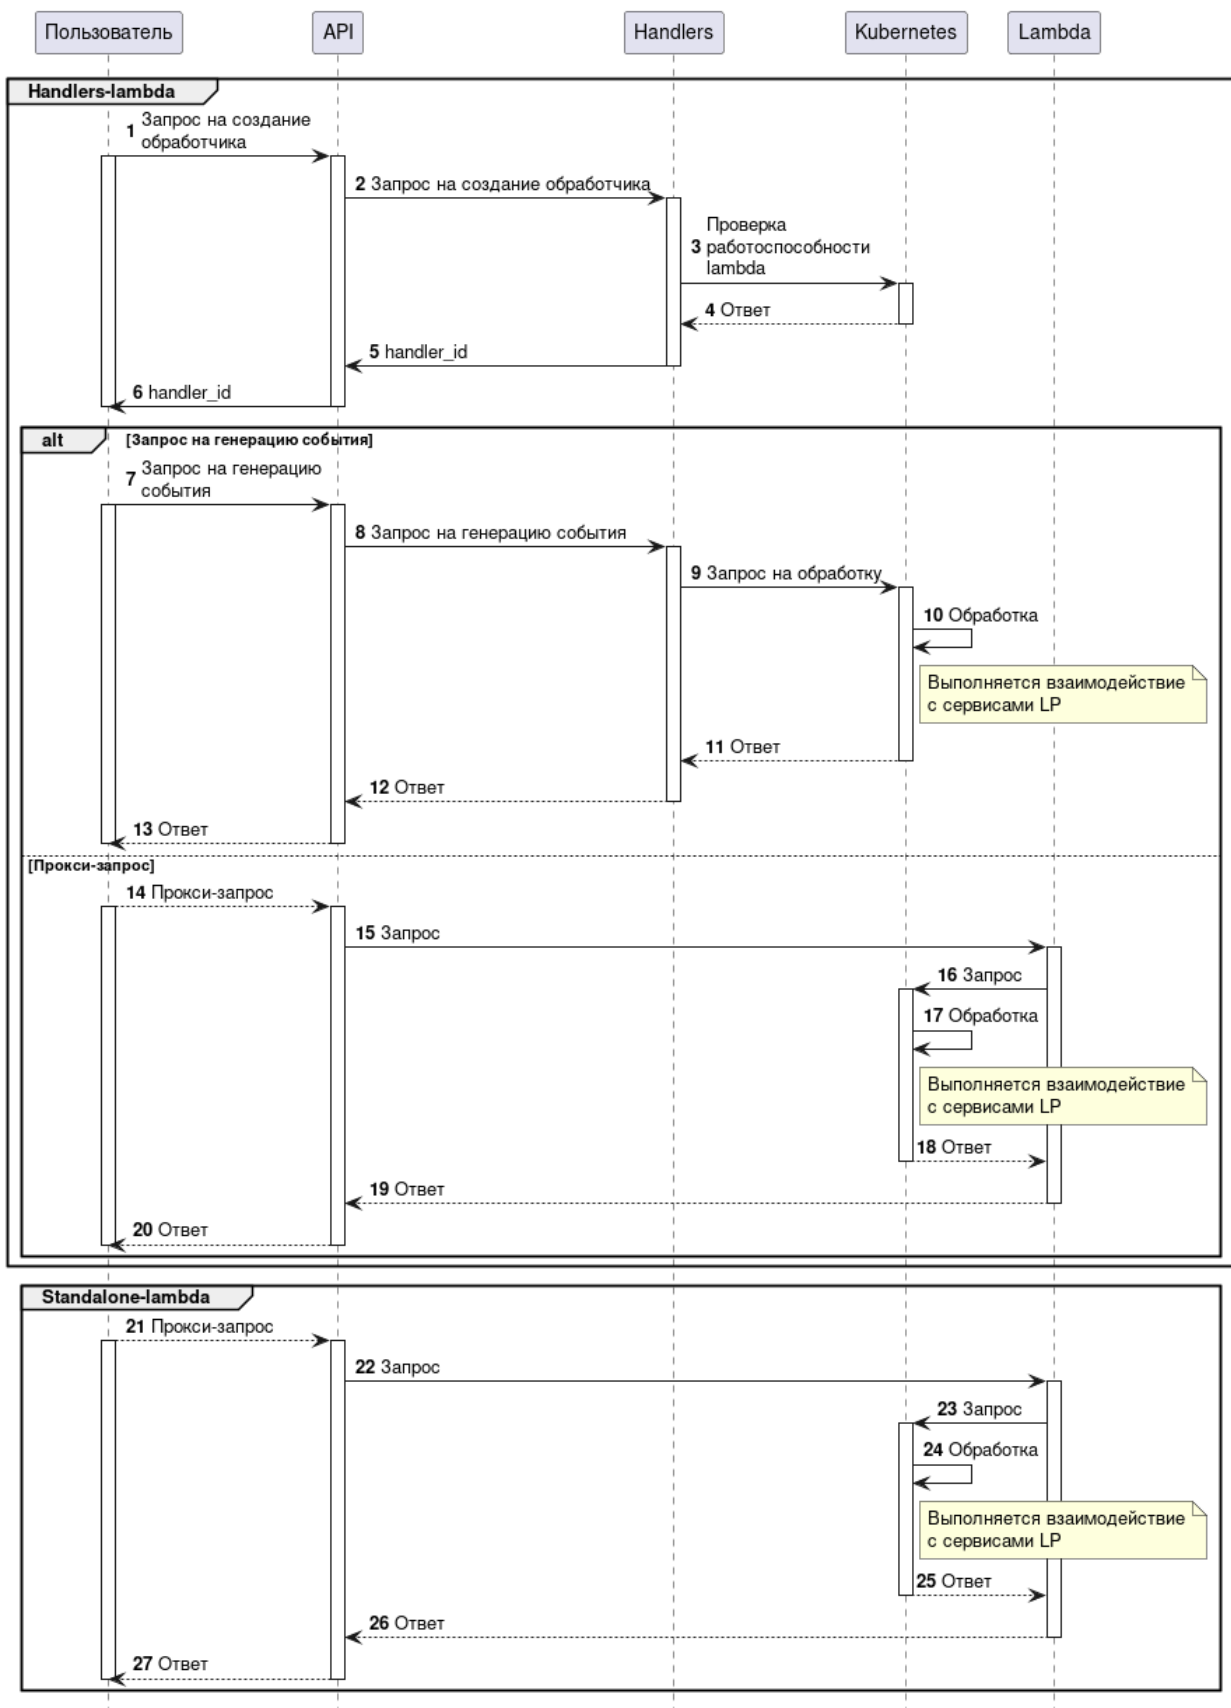 Пользователь
API
Handlers
Kubernetes
Lambda
Handlers-lambda
Запрос на создание
1
обработчика
2 Запрос на создание обработчика
Проверка
3 работоспособности
lambda
4 Ответ
5 handler_id
6 handler_id
alt
[Запрос на генерацию события]
Запрос на генерацию
7
события
8 Запрос на генерацию события
9 Запрос на обработку
10 Обработка
Выполняется взаимодействие
с сервисами LP
11 Ответ
12 Ответ
13 Ответ
[Прокси-запрос]
14 Прокси-запрос
15 Запрос
16 Запрос
17 Обработка
Выполняется взаимодействие
с сервисами LP
18 Ответ
19 Ответ
20 Ответ
Standalone-lambda
21 Прокси-запрос
22 Запрос
23 Запрос
24 Обработка
Выполняется взаимодействие
с сервисами LP
25 Ответ
26 Ответ
27 Ответ